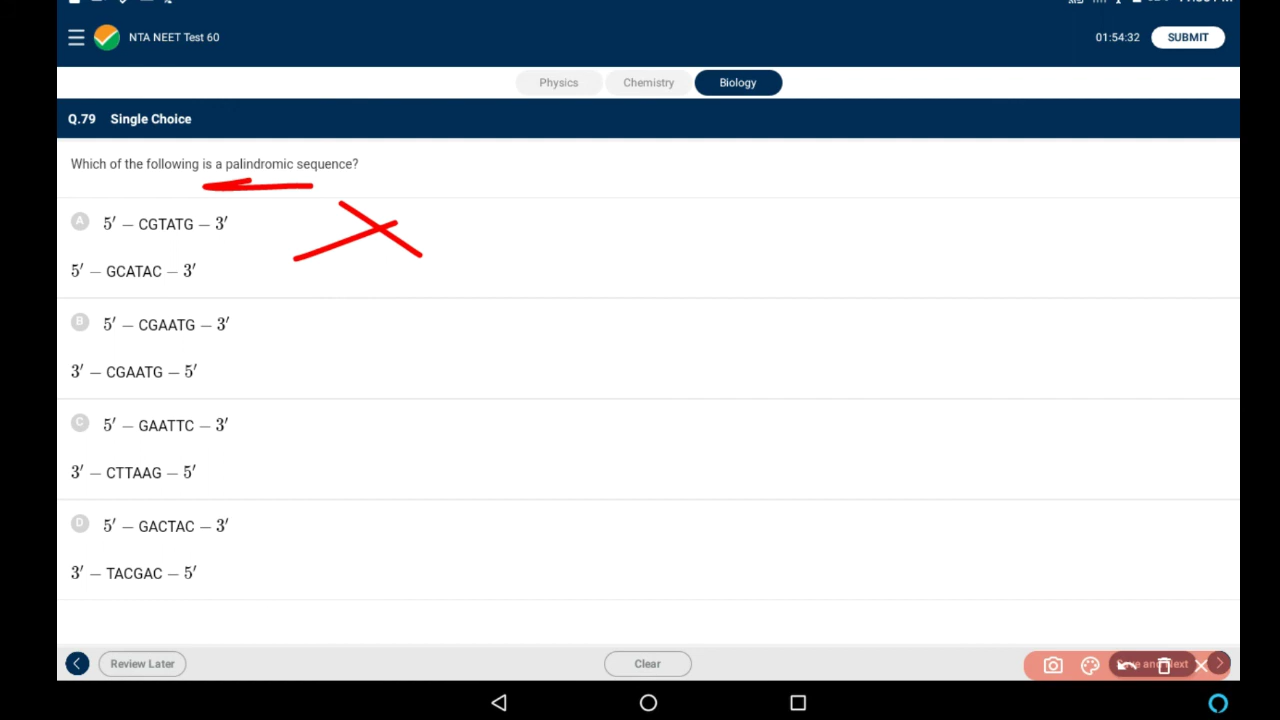 NTA NEET Test 60
01:54:32
SUBMIT
Physics
Chemistry
Biology
Q.79 Single Choice
Which of the following is a palindromic sequence?
A 5′ – CGTATG – 3′
5′ – GCATAC – 3′
B 5′ – CGAATG – 3′
3′ – CGAATG – 5′
C 5′ – GAATTC – 3′
3′ – CTTAAG – 5′
D 5′ – GACTAC – 3′
3′ – TACGAC – 5′
Review Later
Clear